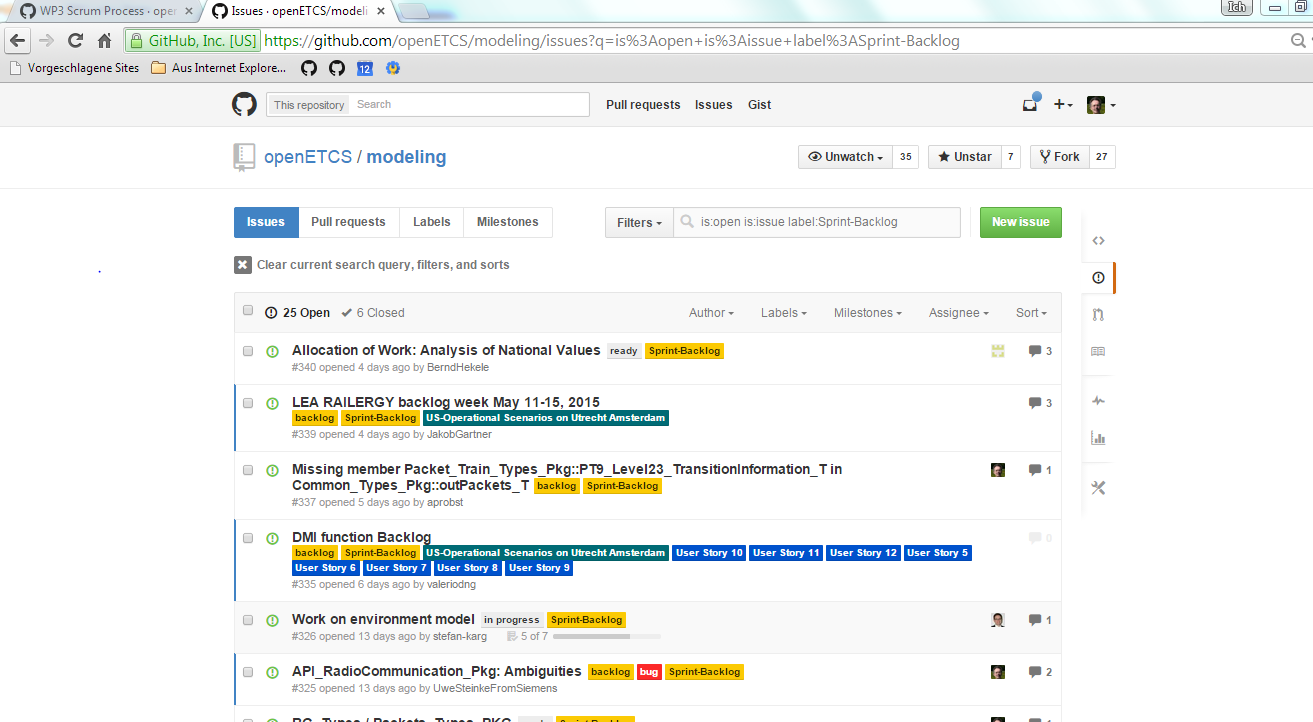 WP3 Scrum Process · open
Issues · openETCS/modeli
Ich
GitHub, Inc. [US] https://github.com/openETCS/modeling/issues?q=is%3Aopen+is%3Aissue+label%3ASprint-Backlog
Vorgeschlagene Sites Aus Internet Explore... 12
This repository Search Pull requests Issues Gist
openETCS / modeling Unwatch 35 Unstar 7 Fork 27
Issues Pull requests Labels Milestones Filters is:open is:issue label:Sprint-Backlog New issue
Clear current search query, filters, and sorts
25 Open 6 Closed Author Labels Milestones Assignee Sort
Allocation of Work: Analysis of National Values ready Sprint-Backlog 3
#340 opened 4 days ago by BerndHekele
LEA RAILERGY backlog week May 11-15, 2015 3
backlog Sprint-Backlog US-Operational Scenarios on Utrecht Amsterdam
#339 opened 4 days ago by JakobGartner
Missing member Packet_Train_Types_Pkg::PT9_Level23_TransitionInformation_T in 1
Common_Types_Pkg::outPackets_T backlog Sprint-Backlog
#337 opened 5 days ago by aprobst
DMI function Backlog 0
backlog Sprint-Backlog US-Operational Scenarios on Utrecht Amsterdam User Story 10 User Story 11 User Story 12 User Story 5
User Story 6 User Story 7 User Story 8 User Story 9
#335 opened 6 days ago by valeriodng
Work on environment model in progress Sprint-Backlog 1
#326 opened 13 days ago by stefan-karg 5 of 7
API_RadioCommunication_Pkg: Ambiguities backlog bug Sprint-Backlog 2
#325 opened 13 days ago by UweSteinkeFromSiemens